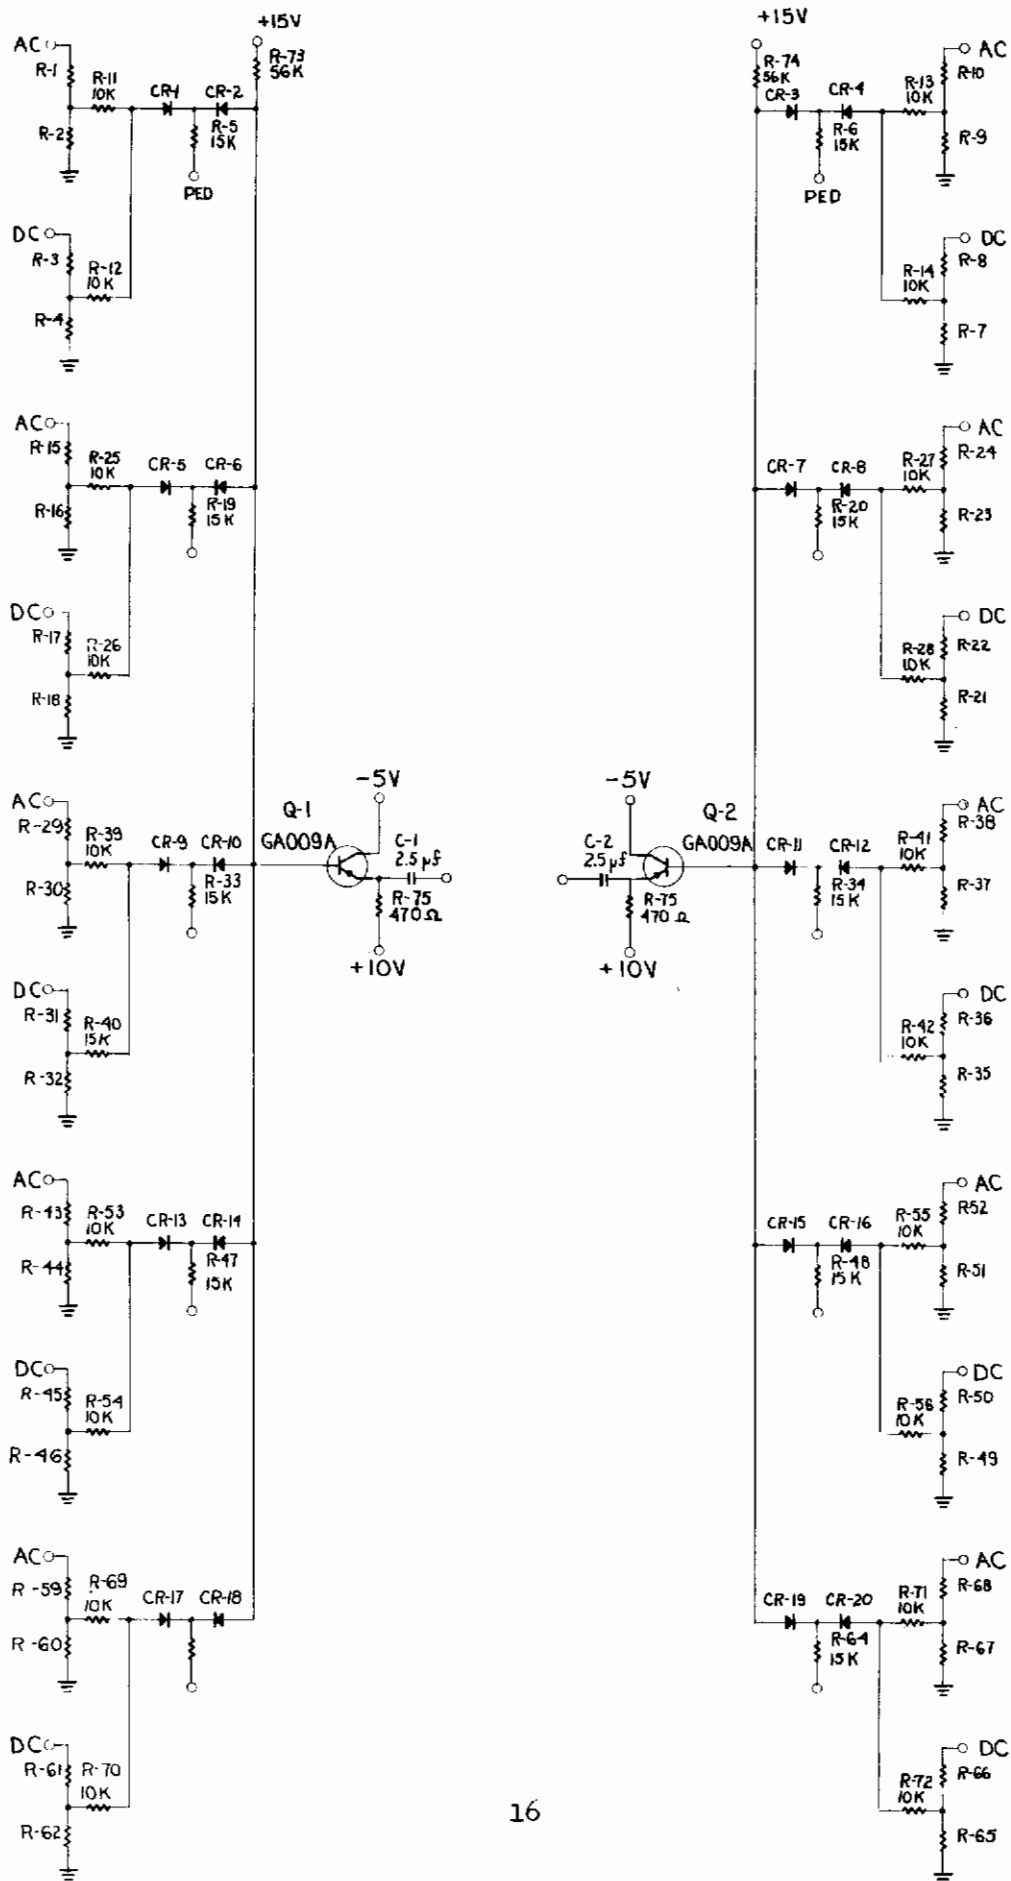 +15V
AC
R-1
R-11
10K
CR-1
CR-2
R-73
56K
R-2
R-5
15K
PED
DC
R-3
R-12
10K
R-4
AC
R-15
R-25
10K
CR-5
CR-6
R-16
R-19
15K
DC
R-17
R-26
10K
R-18
AC
R-29
R-39
10K
CR-9
CR-10
R-30
R-33
15K
DC
R-31
R-40
15K
R-32
AC
R-43
R-53
10K
CR-13
CR-14
R-44
R-47
15K
DC
R-45
R-54
10K
R-46
AC
R-59
R-69
10K
CR-17
CR-18
R-60
DC
R-61
R-70
10K
R-62
Q-1
GA009A
-5V
C-1
2.5 µf
R-75
470 Ω
+10V
-5V
Q-2
GA009A
C-2
2.5 µf
R-75
470 Ω
+10V
+15V
R-74
56K
CR-3
CR-4
R-13
10K
AC
R-10
R-6
15K
R-9
PED
DC
R-8
R-14
10K
R-7
AC
R-24
CR-7
CR-8
R-27
10K
R-20
15K
R-23
DC
R-22
R-28
10K
R-21
AC
R-38
CR-11
CR-12
R-41
10K
R-34
15K
R-37
DC
R-36
R-42
10K
R-35
AC
R52
CR-15
CR-16
R-55
10K
R-48
15K
R-51
DC
R-50
R-56
10K
R-49
AC
R-68
CR-19
CR-20
R-71
10K
R-64
15K
R-67
DC
R-66
R-72
10K
R-65
16